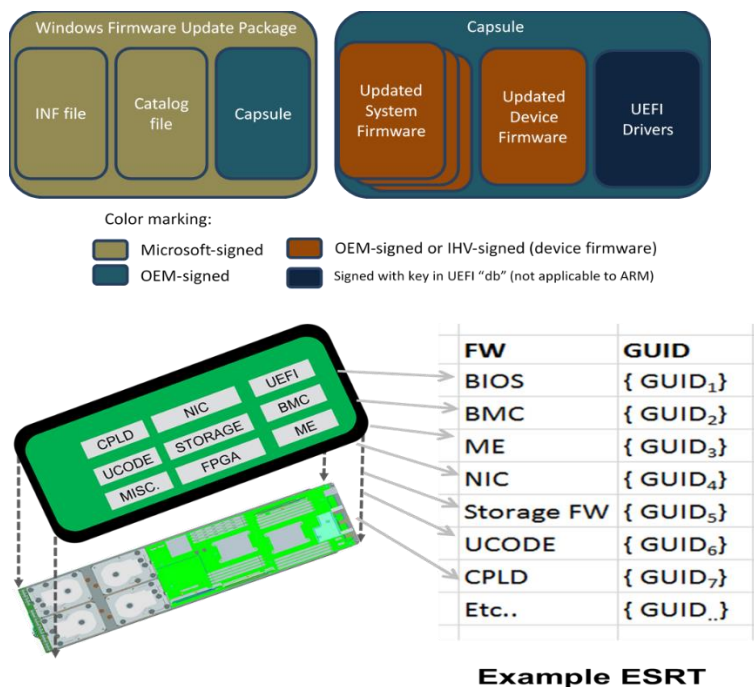 Windows Firmware Update Package
INF file
Catalog
file
Capsule
Capsule
Updated
System
Firmware
Updated
Device
Firmware
UEFI
Drivers
Color marking:
Microsoft-signed
OEM-signed
OEM-signed or IHV-signed (device firmware)
Signed with key in UEFI “db” (not applicable to ARM)
CPLD
NIC
UEFI
UCODE
STORAGE
BMC
MISC.
FPGA
ME
FW GUID
BIOS { GUID₁}
BMC { GUID₂}
ME { GUID₃}
NIC { GUID₄}
Storage FW { GUID₅}
UCODE { GUID₆}
CPLD { GUID₇}
Etc.. { GUID..}
Example ESRT